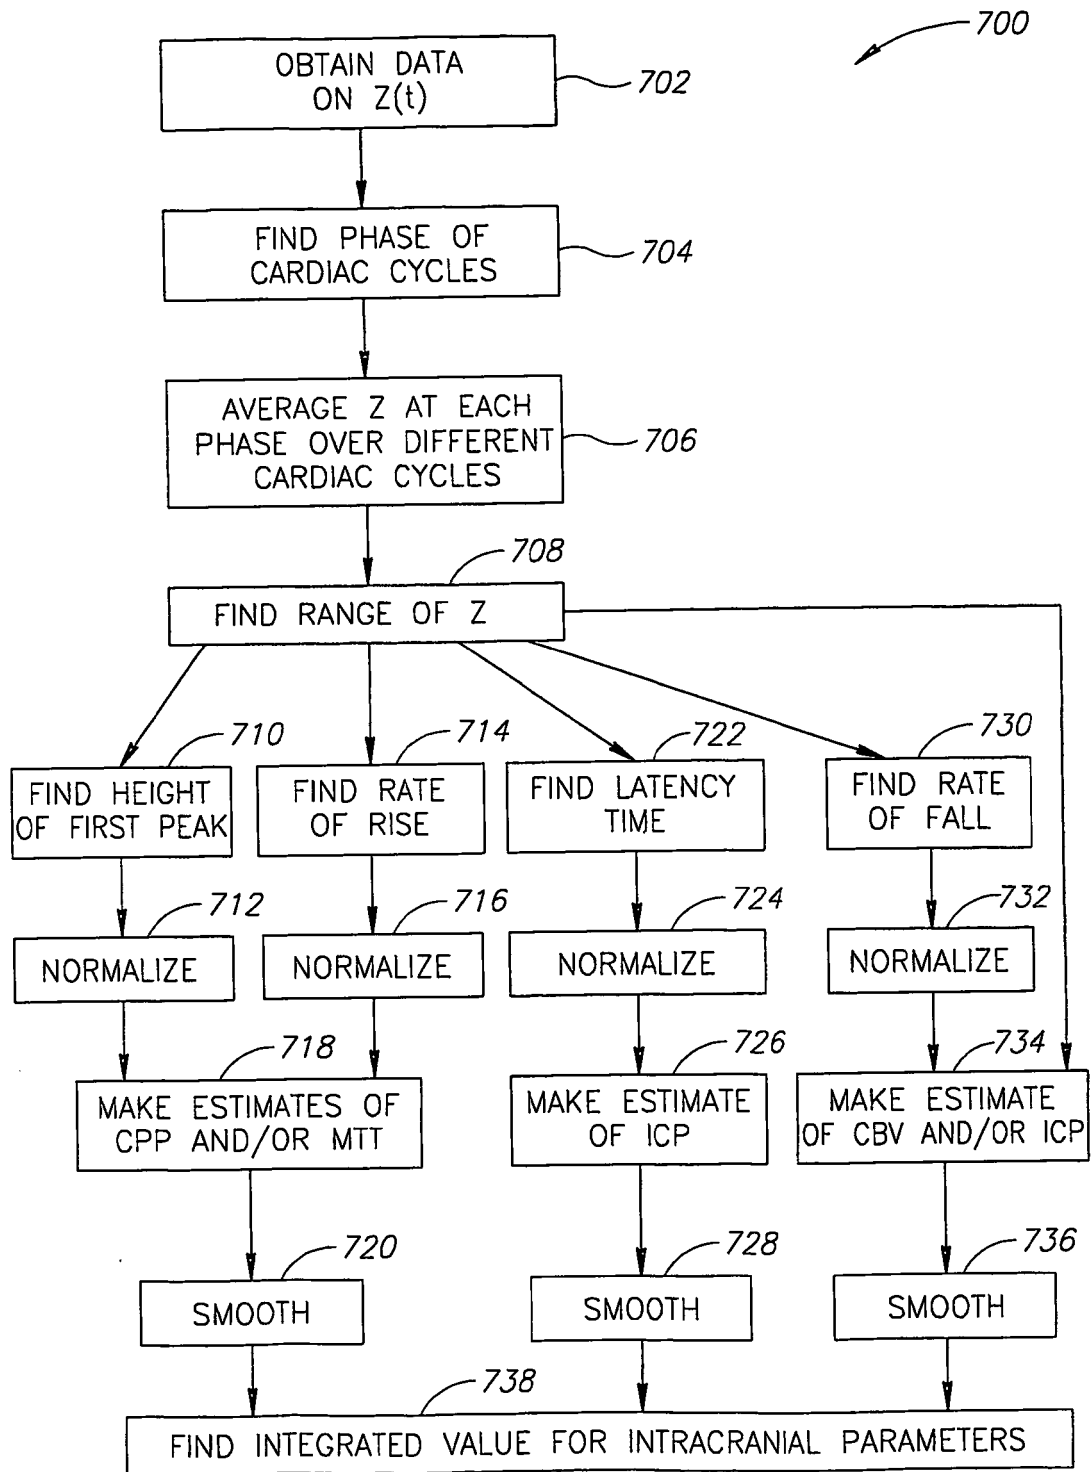 700
OBTAIN DATA
ON Z(t)
702
FIND PHASE OF
CARDIAC CYCLES
704
AVERAGE Z AT EACH
PHASE OVER DIFFERENT
CARDIAC CYCLES
706
708
FIND RANGE OF Z
710
714
722
730
FIND HEIGHT
OF FIRST PEAK
FIND RATE
OF RISE
FIND LATENCY
TIME
FIND RATE
OF FALL
712
716
724
732
NORMALIZE
NORMALIZE
NORMALIZE
NORMALIZE
718
726
734
MAKE ESTIMATES OF
CPP AND/OR MTT
MAKE ESTIMATE
OF ICP
MAKE ESTIMATE
OF CBV AND/OR ICP
720
728
736
SMOOTH
SMOOTH
SMOOTH
738
FIND INTEGRATED VALUE FOR INTRACRANIAL PARAMETERS